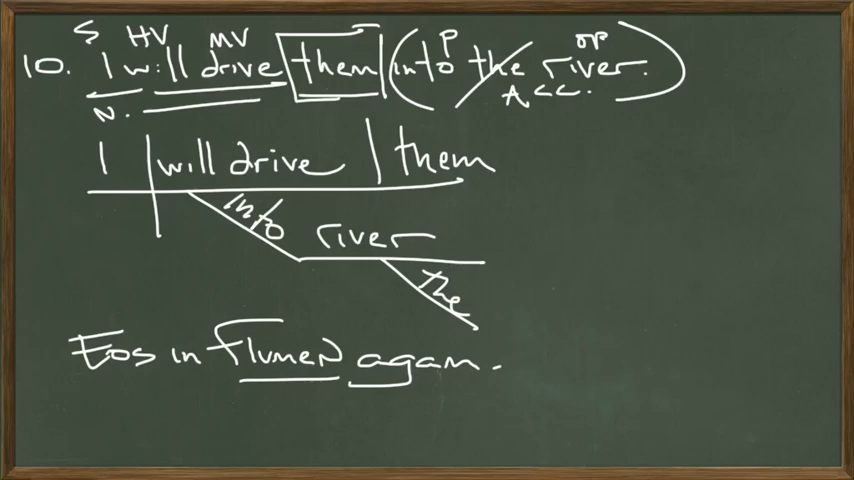 S HV MV P OP
10. I will drive them (into the river.)
N. Acc.
I will drive them
into river
the
Eos in flumen agam.